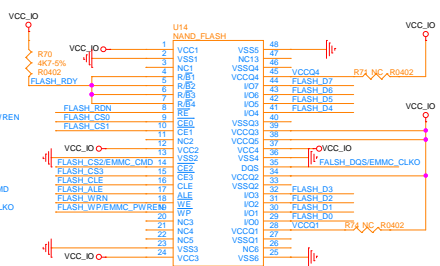 VCC_IO
R70
4K7-5%
R0402
FLASH_RDY
VCC_IO
U14
NAND_FLASH
1 VCC1 VSS5 48
2 VSS1 NC13 47
3 NC1 VSSQ4 46
4 R/B1 VCCQ4 45 VCCQ4 R71 NC R0402 VCC_IO
5 R/B2 I/O7 44 FLASH_D7
6 R/B3 I/O6 43 FLASH_D6
7 R/B4 I/O5 42 FLASH_D5
FLASH_RDN 8 RE I/O4 41 FLASH_D4
FLASH_CS0 9 CE0 VSSQ3 40
FLASH_CS1 10 CE1 VCCQ3 39 VCC_IO
11 NC2 VCCQ5 38
VCC_IO 12 VCC2 VCC4 37 VCC_IO
13 VSS2 VSS4 36
FLASH_CS2/EMMC_CMD 14 CE2 DQS 35 FALSH_DQS/EMMC_CLKO
FLASH_CS3 15 CE3 VCCQ2 34
FLASH_CLE 16 CLE VSSQ2 33
FLASH_ALE 17 ALE I/O3 32 FLASH_D3
FLASH_WRN 18 WE I/O2 31 FLASH_D2
FLASH_WP/EMMC_PWREN 19 WP I/O1 30 FLASH_D1
20 NC3 I/O0 29 FLASH_D0
21 NC4 VCCQ1 28 VCCQ1 R74 NC R0402
22 NC5 VSSQ1 27
23 VSS3 NC6 26
VCC_IO 24 VCC3 VSS6 25
WREN
MD
LKO